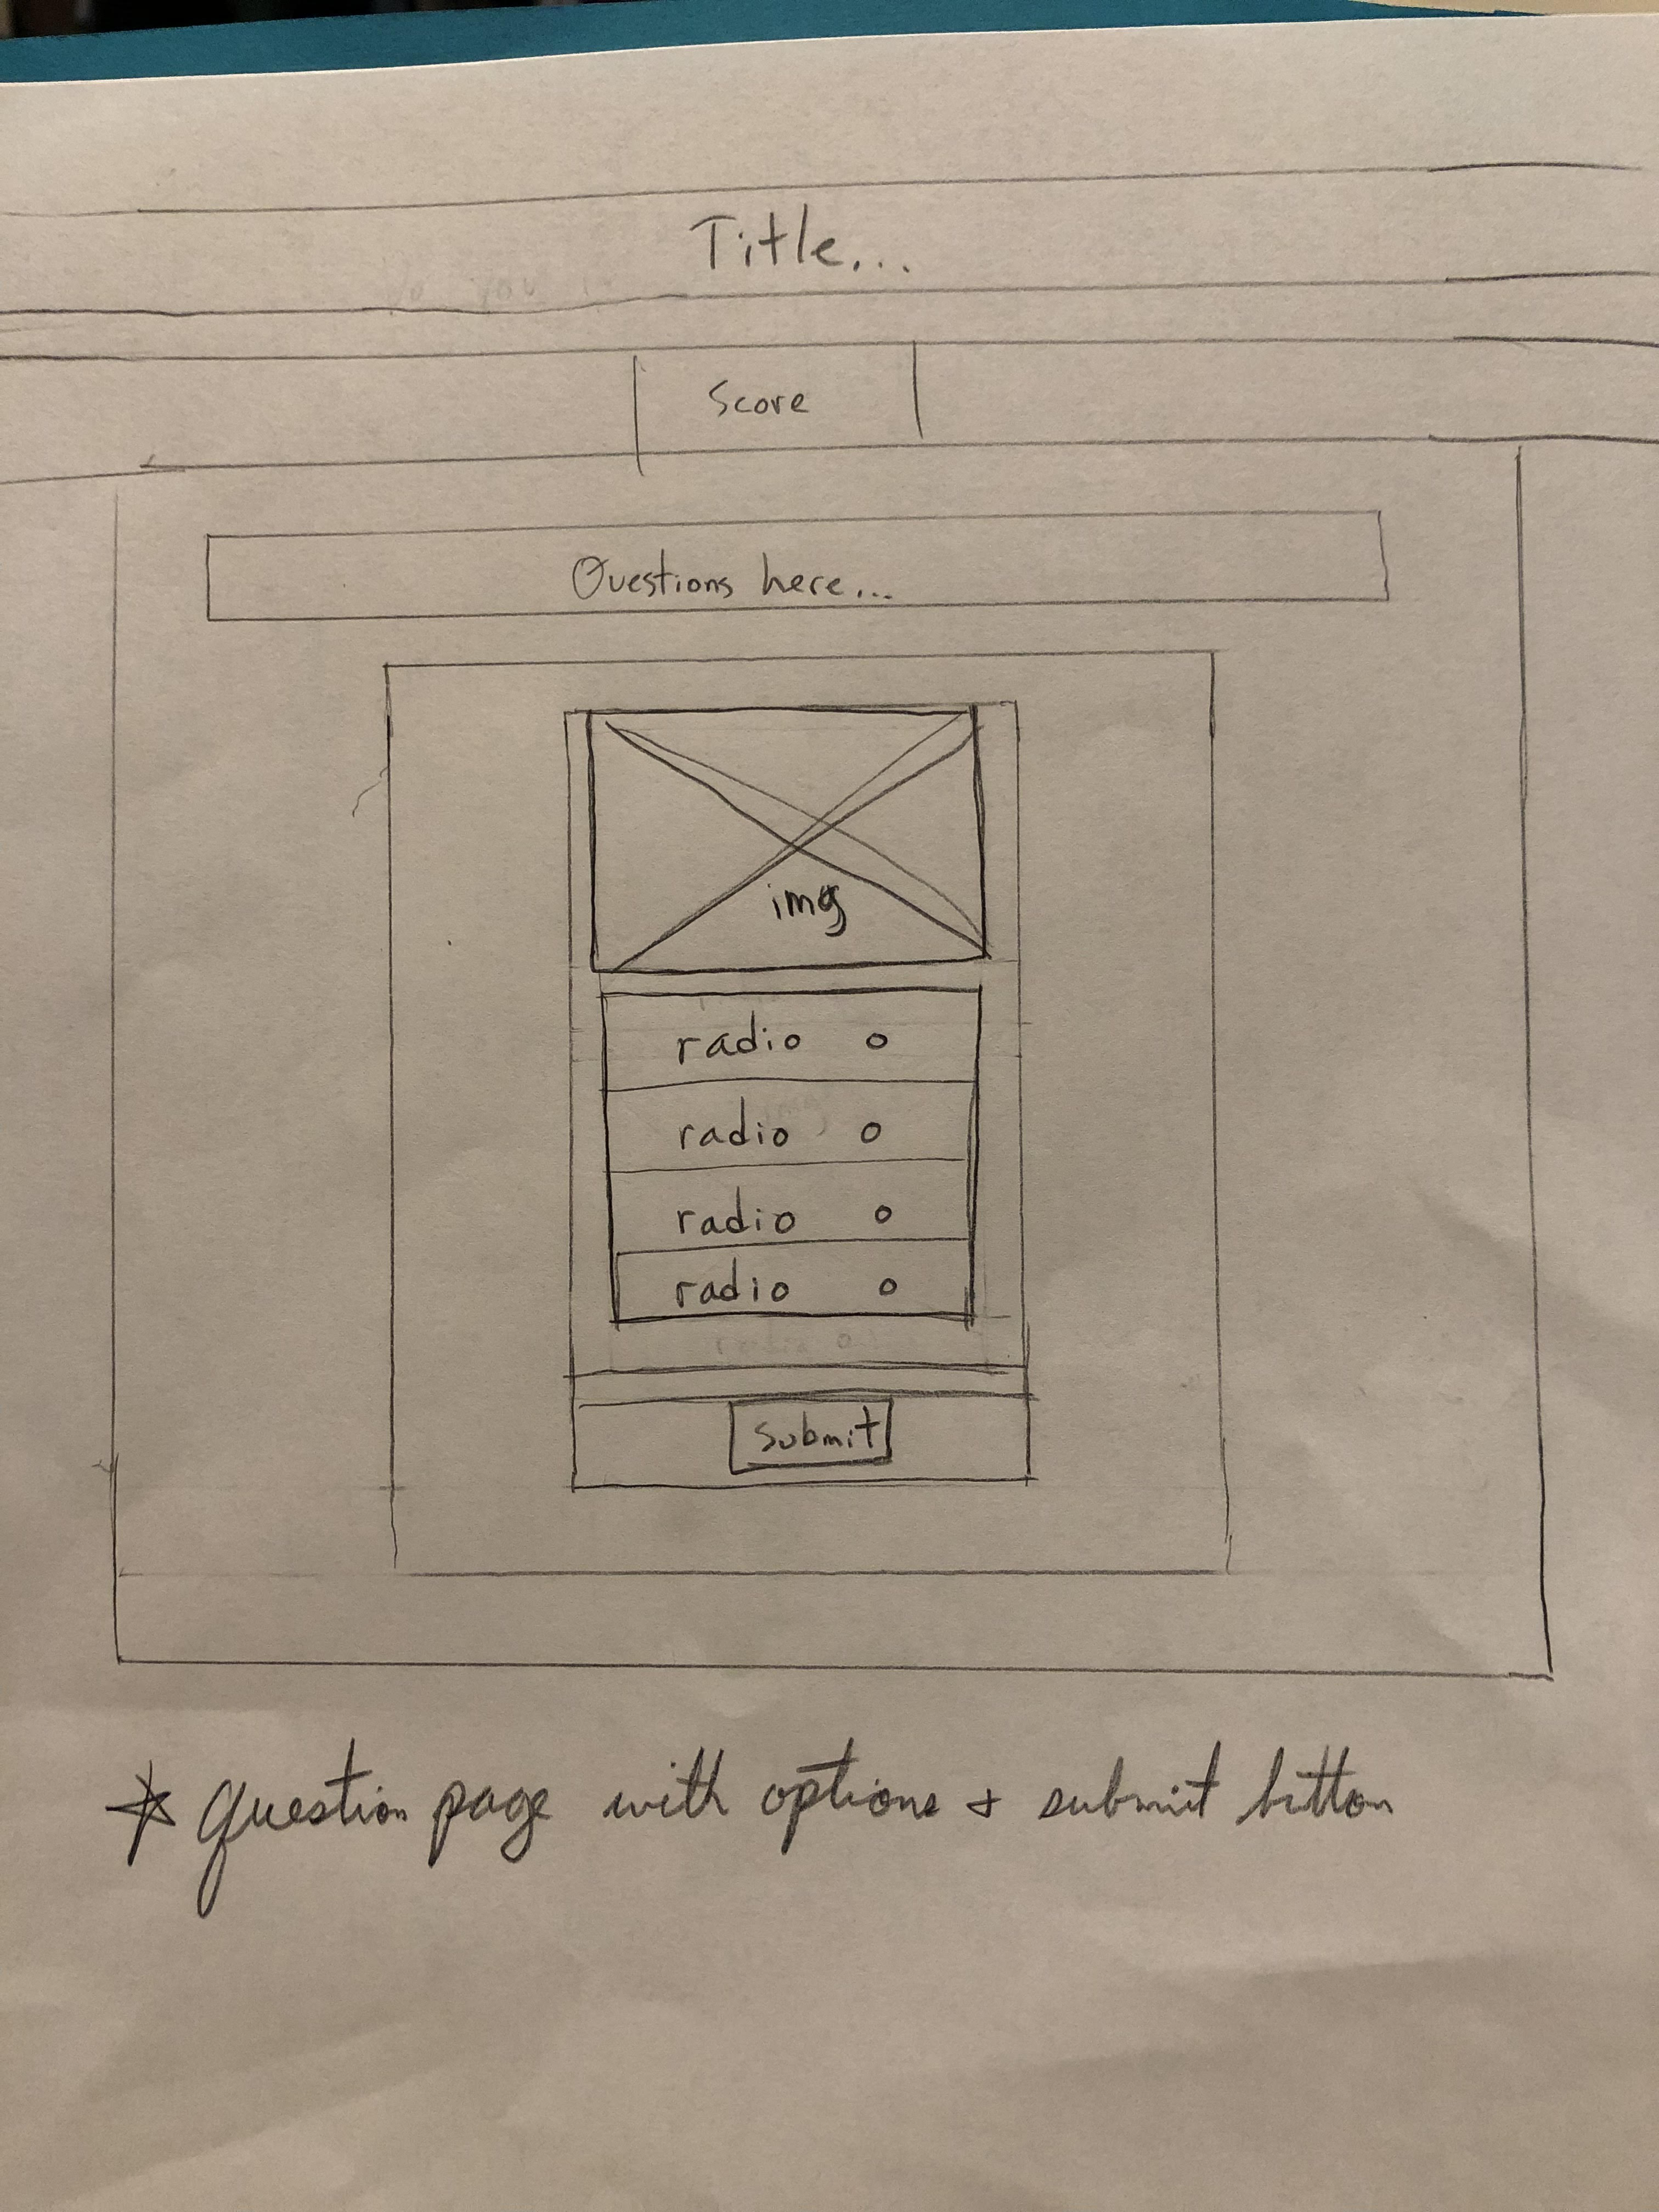 Title...
Score
Questions here...
img
radio
radio
radio
radio
submit
* question page with options + submit button